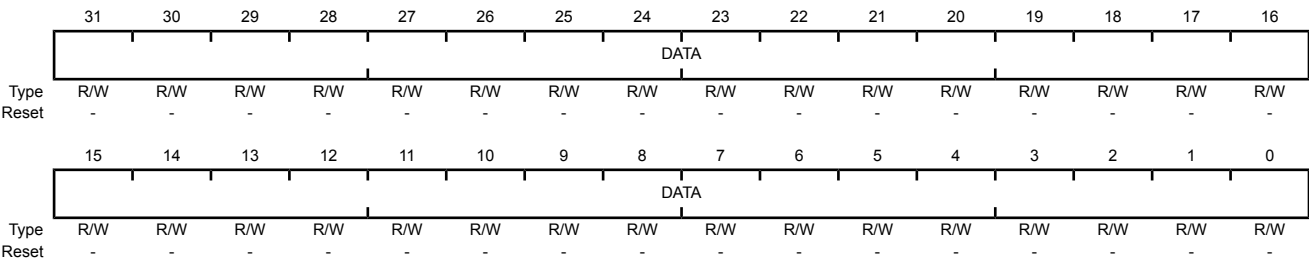 31 30 29 28 27 26 25 24 23 22 21 20 19 18 17 16
DATA
Type R/W R/W R/W R/W R/W R/W R/W R/W R/W R/W R/W R/W R/W R/W R/W R/W
Reset - - - - - - - - - - - - - - - -
15 14 13 12 11 10 9 8 7 6 5 4 3 2 1 0
DATA
Type R/W R/W R/W R/W R/W R/W R/W R/W R/W R/W R/W R/W R/W R/W R/W R/W
Reset - - - - - - - - - - - - - - - -